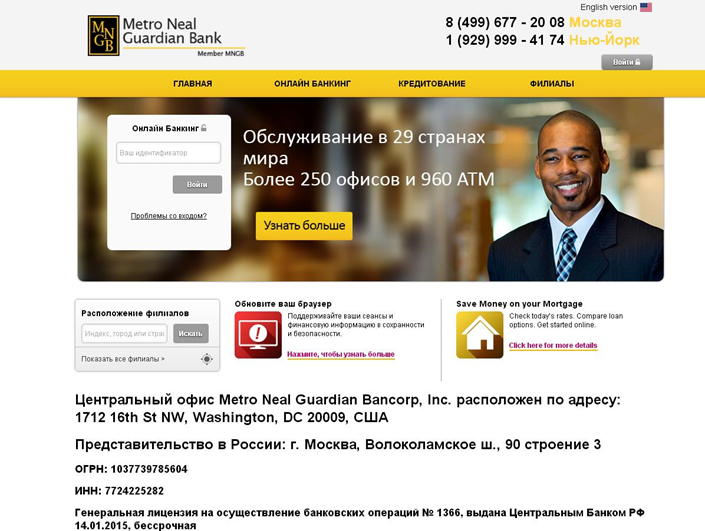 English version
MNGB
Metro Neal
Guardian Bank
Member MNGB
8 (499) 677 - 20 08 Москва
1 (929) 999 - 41 74 Нью-Йорк
Войти
ГЛАВНАЯ
ОНЛАЙН БАНКИНГ
КРЕДИТОВАНИЕ
ФИЛИАЛЫ
Онлайн Банкинг
Ваш идентификатор
Войти
Проблемы со входом?
Обслуживание в 29 странах
мира
Более 250 офисов и 960 ATM
Узнать больше
Расположение филиалов
Индекс, город или стран
Искать
Показать все филиалы >
Обновите ваш браузер
Поддерживайте ваши сеансы и
финансовую информацию в сохранности
и безопасности.
Нажмите, чтобы узнать больше
Save Money on your Mortgage
Check today's rates. Compare loan
options. Get started online.
Click here for more details
Центральный офис Metro Neal Guardian Bancorp, Inc. расположен по адресу:
1712 16th St NW, Washington, DC 20009, США
Представительство в России: г. Москва, Волоколамское ш., 90 строение 3
ОГРН: 1037739785604
ИНН: 7724225282
Генеральная лицензия на осуществление банковских операций № 1366, выдана Центральным Банком РФ
14.01.2015, бессрочная